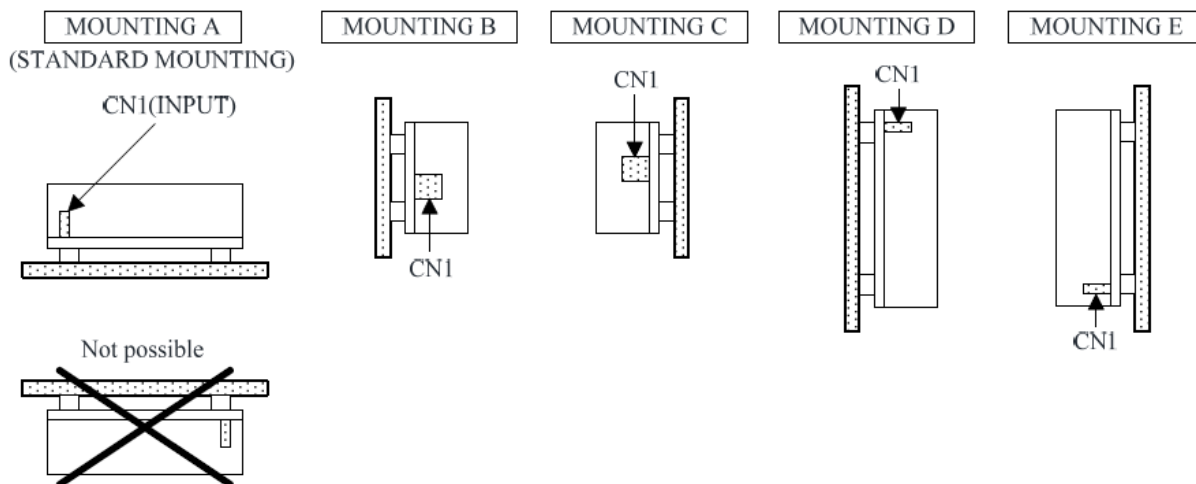 MOUNTING A
(STANDARD MOUNTING)
CN1(INPUT)
Not possible
MOUNTING B
CN1
MOUNTING C
CN1
MOUNTING D
CN1
MOUNTING E
CN1